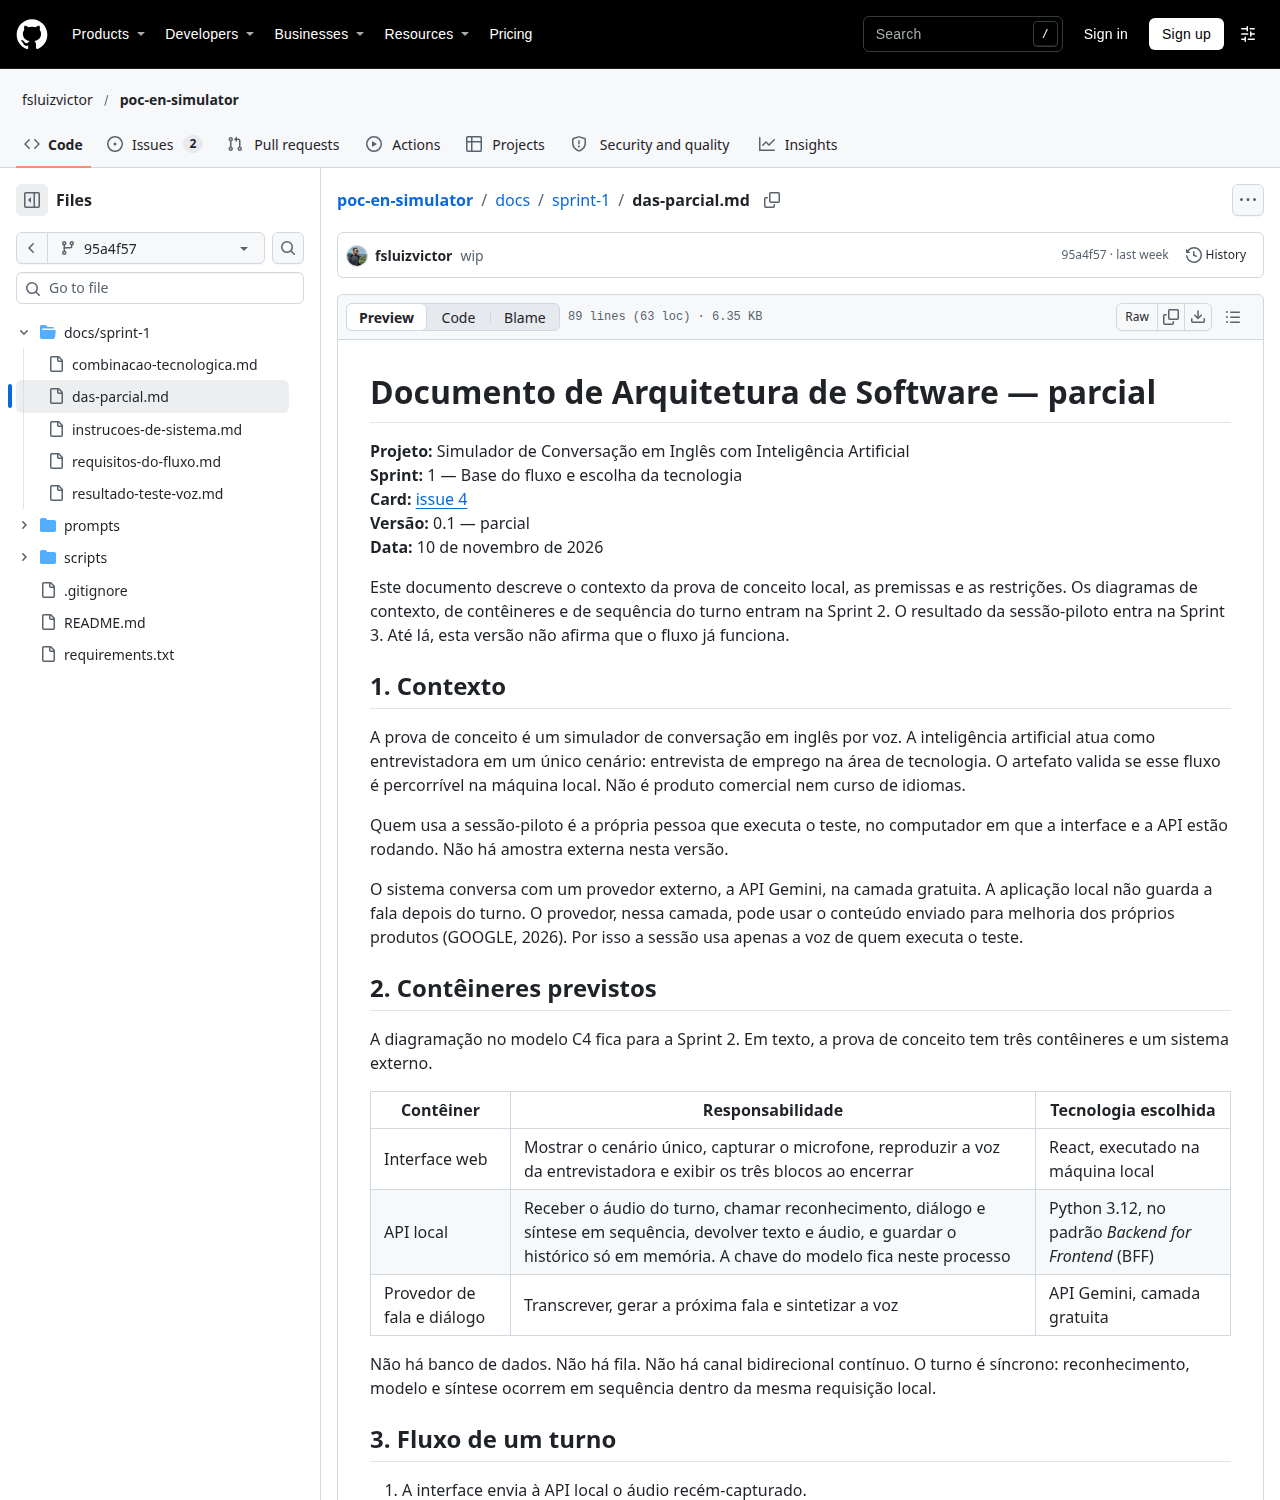 Products
Developers
Businesses
Resources
Pricing
Search
/
Sign in
Sign up
fsluizvictor / poc-en-simulator
Code
Issues 2
Pull requests
Actions
Projects
Security and quality
Insights
Files
95a4f57
Go to file
docs/sprint-1
combinacao-tecnologica.md
das-parcial.md
instrucoes-de-sistema.md
requisitos-do-fluxo.md
resultado-teste-voz.md
prompts
scripts
.gitignore
README.md
requirements.txt
poc-en-simulator / docs / sprint-1 / das-parcial.md
fsluizvictor wip
95a4f57 · last week
History
Preview
Code
Blame
89 lines (63 loc) · 6.35 KB
Raw
Documento de Arquitetura de Software — parcial
Projeto: Simulador de Conversação em Inglês com Inteligência Artificial
Sprint: 1 — Base do fluxo e escolha da tecnologia
Card: issue 4
Versão: 0.1 — parcial
Data: 10 de novembro de 2026
Este documento descreve o contexto da prova de conceito local, as premissas e as restrições. Os diagramas de
contexto, de contêineres e de sequência do turno entram na Sprint 2. O resultado da sessão-piloto entra na Sprint
3. Até lá, esta versão não afirma que o fluxo já funciona.
1. Contexto
A prova de conceito é um simulador de conversação em inglês por voz. A inteligência artificial atua como
entrevistadora em um único cenário: entrevista de emprego na área de tecnologia. O artefato valida se esse fluxo
é percorrível na máquina local. Não é produto comercial nem curso de idiomas.
Quem usa a sessão-piloto é a própria pessoa que executa o teste, no computador em que a interface e a API estão
rodando. Não há amostra externa nesta versão.
O sistema conversa com um provedor externo, a API Gemini, na camada gratuita. A aplicação local não guarda a
fala depois do turno. O provedor, nessa camada, pode usar o conteúdo enviado para melhoria dos próprios
produtos (GOOGLE, 2026). Por isso a sessão usa apenas a voz de quem executa o teste.
2. Contêineres previstos
A diagramação no modelo C4 fica para a Sprint 2. Em texto, a prova de conceito tem três contêineres e um sistema
externo.
Contêiner
Responsabilidade
Tecnologia escolhida
Interface web
Mostrar o cenário único, capturar o microfone, reproduzir a voz
da entrevistadora e exibir os três blocos ao encerrar
React, executado na
máquina local
API local
Receber o áudio do turno, chamar reconhecimento, diálogo e
síntese em sequência, devolver texto e áudio, e guardar o
histórico só em memória. A chave do modelo fica neste processo
Python 3.12, no
padrão Backend for
Frontend (BFF)
Provedor de
fala e diálogo
Transcrever, gerar a próxima fala e sintetizar a voz
API Gemini, camada
gratuita
Não há banco de dados. Não há fila. Não há canal bidirecional contínuo. O turno é síncrono: reconhecimento,
modelo e síntese ocorrem em sequência dentro da mesma requisição local.
3. Fluxo de um turno
1. A interface envia à API local o áudio recém-capturado.